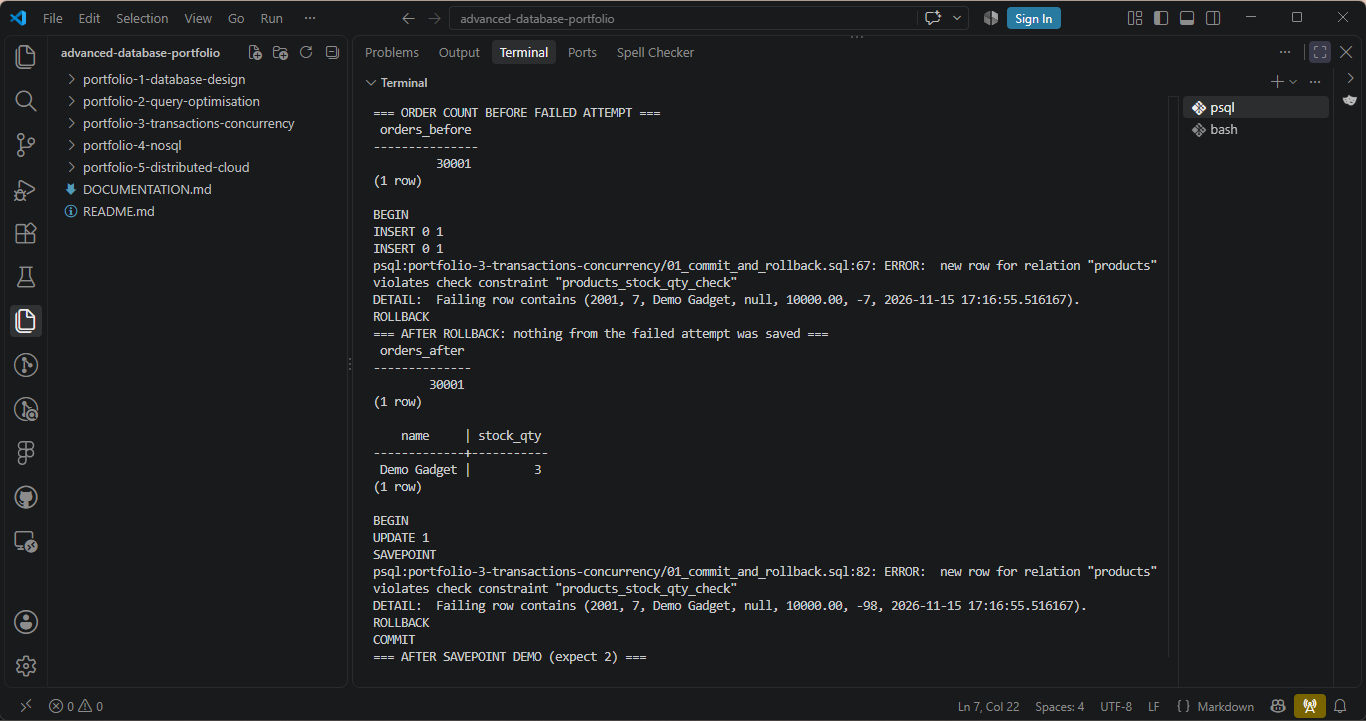 File Edit Selection View Go Run ···
advanced-database-portfolio
Sign In
advanced-database-portfolio
portfolio-1-database-design
portfolio-2-query-optimisation
portfolio-3-transactions-concurrency
portfolio-4-nosql
portfolio-5-distributed-cloud
DOCUMENTATION.md
README.md
Problems Output Terminal Ports Spell Checker
Terminal
=== ORDER COUNT BEFORE FAILED ATTEMPT ===
orders_before
---------------
30001
(1 row)
BEGIN
INSERT 0 1
INSERT 0 1
psql:portfolio-3-transactions-concurrency/01_commit_and_rollback.sql:67: ERROR:  new row for relation "products"
violates check constraint "products_stock_qty_check"
DETAIL:  Failing row contains (2001, 7, Demo Gadget, null, 10000.00, -7, 2026-11-15 17:16:55.516167).
ROLLBACK
=== AFTER ROLLBACK: nothing from the failed attempt was saved ===
orders_after
--------------
30001
(1 row)
name | stock_qty
-------------+-----------
Demo Gadget | 3
(1 row)
BEGIN
UPDATE 1
SAVEPOINT
psql:portfolio-3-transactions-concurrency/01_commit_and_rollback.sql:82: ERROR:  new row for relation "products"
violates check constraint "products_stock_qty_check"
DETAIL:  Failing row contains (2001, 7, Demo Gadget, null, 10000.00, -98, 2026-11-15 17:16:55.516167).
ROLLBACK
COMMIT
=== AFTER SAVEPOINT DEMO (expect 2) ===
psql
bash
0 0
Ln 7, Col 22 Spaces: 4 UTF-8 LF { } Markdown